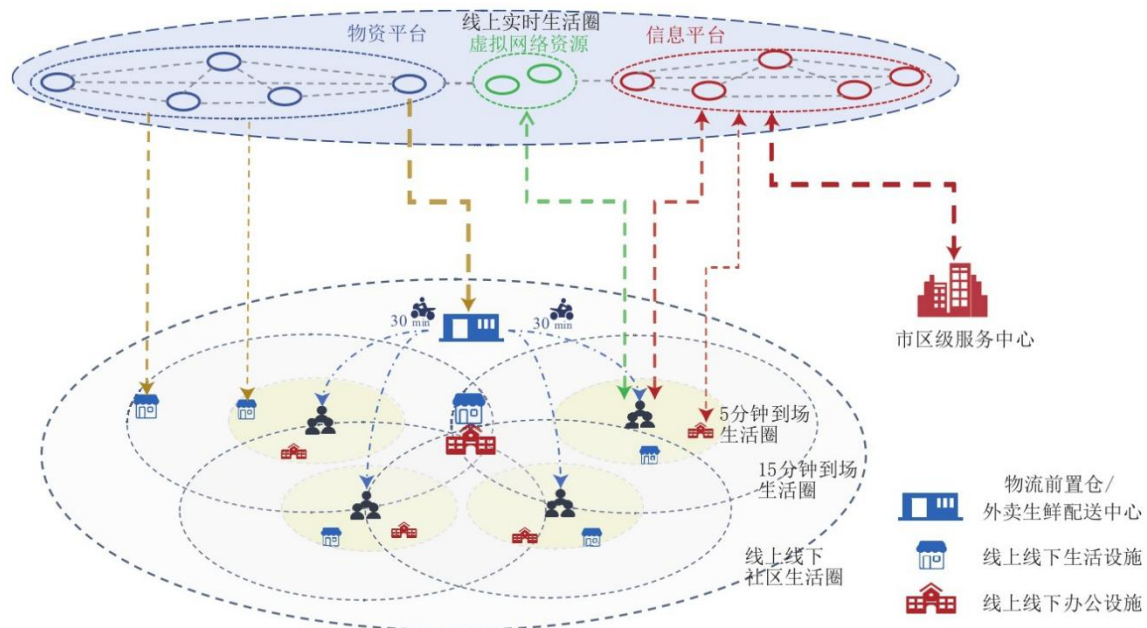 线上实时生活圈
物资平台
虚拟网络资源
信息平台
30 min
30 min
市区级服务中心
5分钟到场
生活圈
15分钟到场
生活圈
线上线下
社区生活圈
物流前置仓/
外卖生鲜配送中心
线上线下生活设施
线上线下办公设施